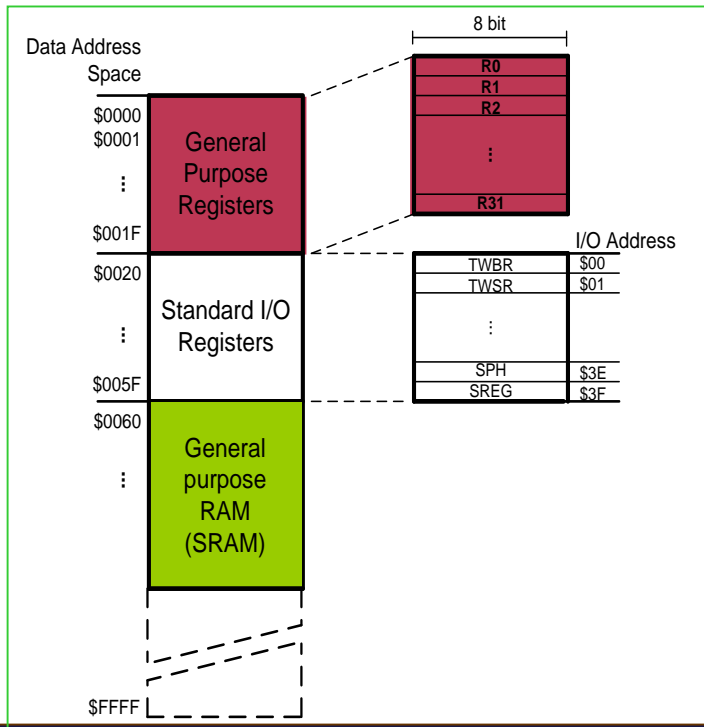 8 bit
Data Address
Space
$0000
$0001
⋮
$001F
$0020
⋮
$005F
$0060
⋮
$FFFF
General
Purpose
Registers
Standard I/O
Registers
General
purpose
RAM
(SRAM)
R0
R1
R2
⋮
R31
I/O Address
TWBR $00
TWSR $01
⋮
SPH $3E
SREG $3F